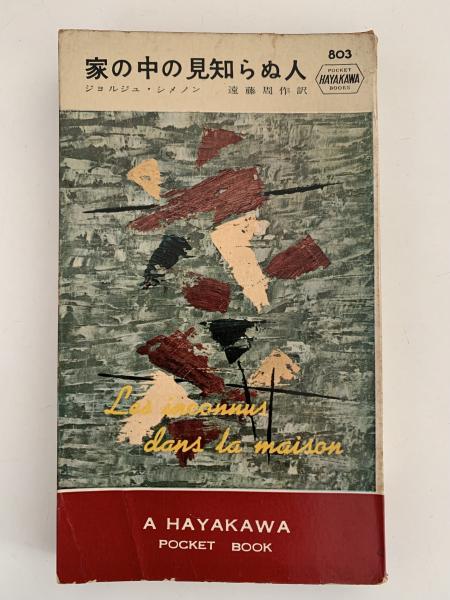 803
家の中の見知らぬ人
ジョルジュ・シメノン 遠藤周作訳
POCKET
HAYAKAWA
BOOKS
Les inconnus
dans la maison
A HAYAKAWA
POCKET BOOK